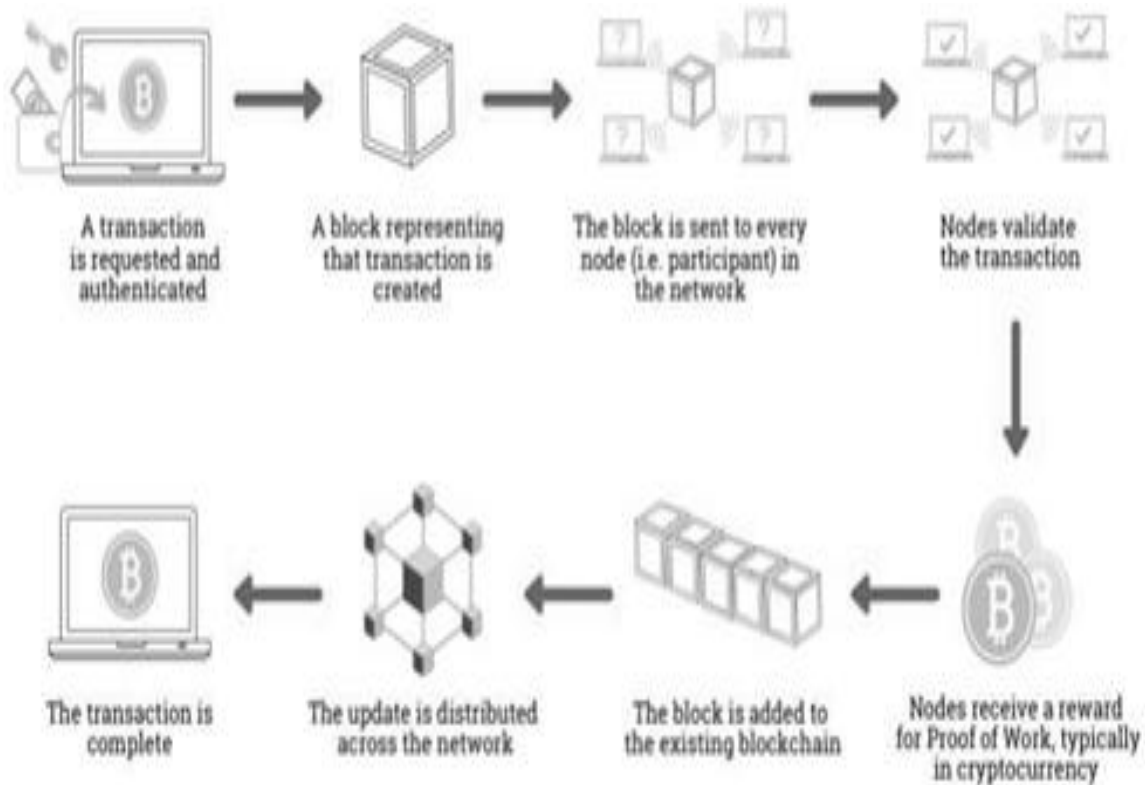 A transaction
is requested and
authenticated
A block representing
that transaction is
created
The block is sent to every
node (i.e. participant) in
the network
Nodes validate
the transaction
Nodes receive a reward
for Proof of Work, typically
in cryptocurrency
The block is added to
the existing blockchain
The update is distributed
across the network
The transaction is
complete